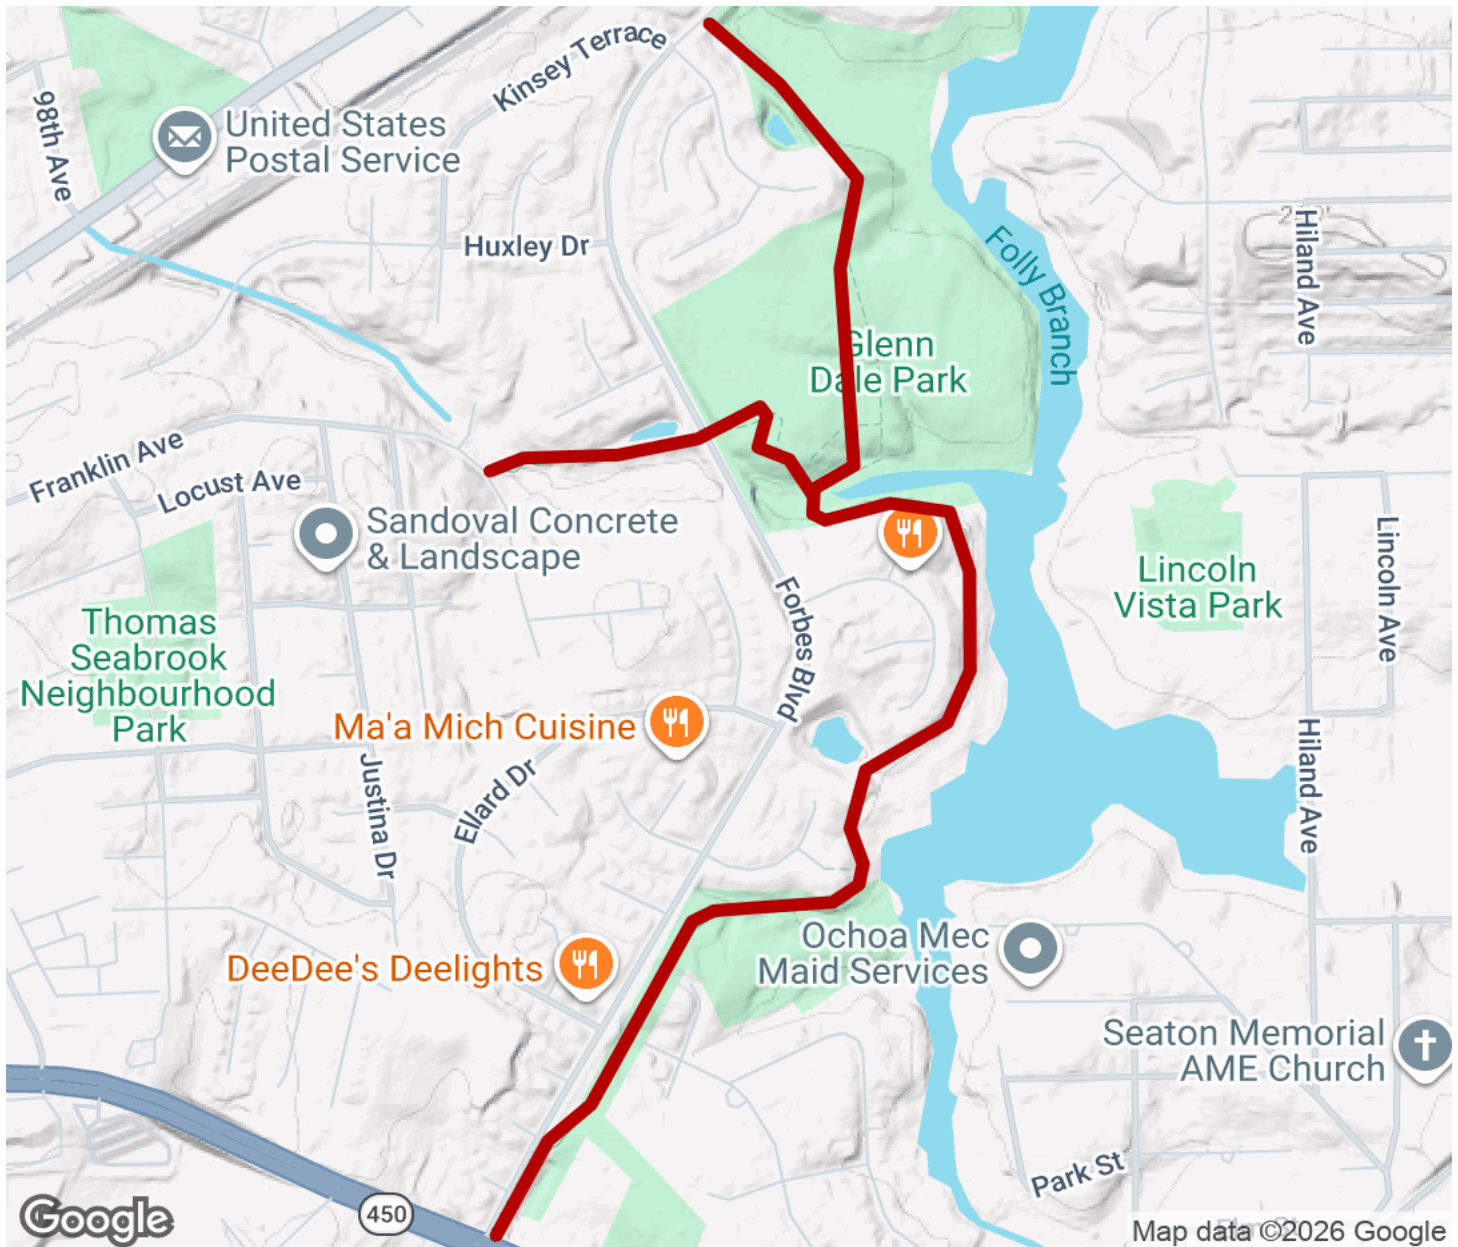 Kinsey Terrace
98th Ave
United States
Postal Service
Huxley Dr
Folly Branch
Hiland Ave
Glenn
Dale Park
Franklin Ave
Locust Ave
Sandoval Concrete
& Landscape
Lincoln Ave
Lincoln
Vista Park
Forbes Blvd
Thomas
Seabrook
Neighbourhood
Park
Ma'a Mich Cuisine
Justina Dr
Ellard Dr
Hiland Ave
DeeDee's Deelights
Ochoa Mec
Maid Services
Seaton Memorial
AME Church
Park St
450
Google
Map data ©2026 Google